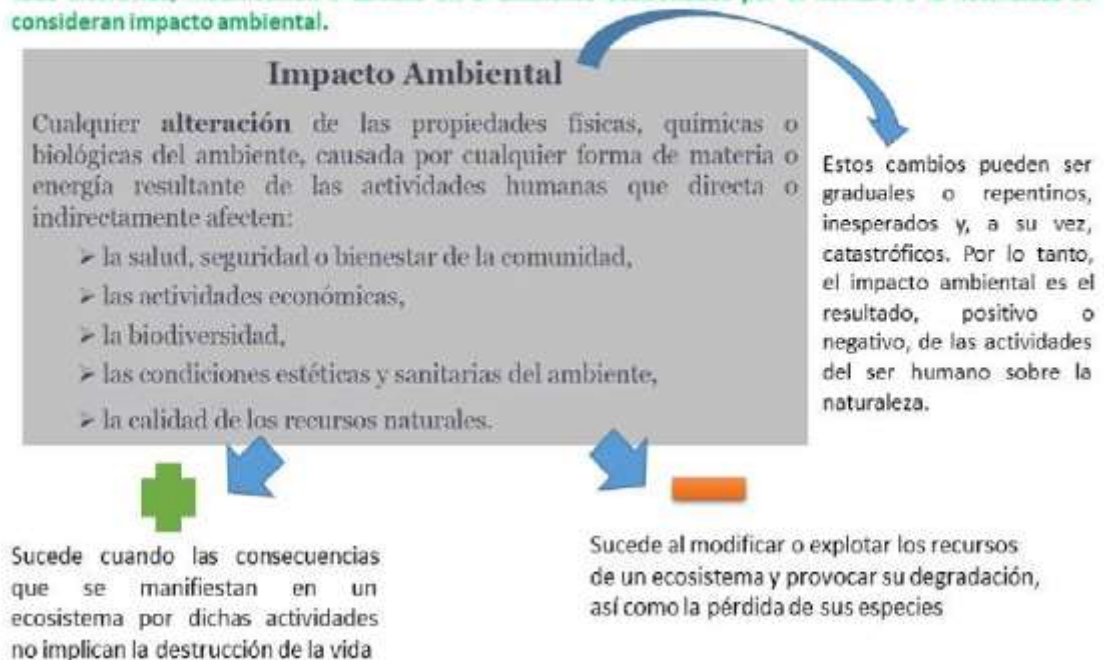 consideran impacto ambiental.
Impacto Ambiental
Cualquier alteración de las propiedades físicas, químicas o
biológicas del ambiente, causada por cualquier forma de materia o
energía resultante de las actividades humanas que directa o
indirectamente afecten:
➢ la salud, seguridad o bienestar de la comunidad,
➢ las actividades económicas,
➢ la biodiversidad,
➢ las condiciones estéticas y sanitarias del ambiente,
➢ la calidad de los recursos naturales.
Estos cambios pueden ser
graduales o repentinos,
inesperados y, a su vez,
catastróficos. Por lo tanto,
el impacto ambiental es el
resultado, positivo o
negativo, de las actividades
del ser humano sobre la
naturaleza.
Sucede cuando las consecuencias
que se manifiestan en un
ecosistema por dichas actividades
no implican la destrucción de la vida
Sucede al modificar o explotar los recursos
de un ecosistema y provocar su degradación,
así como la pérdida de sus especies